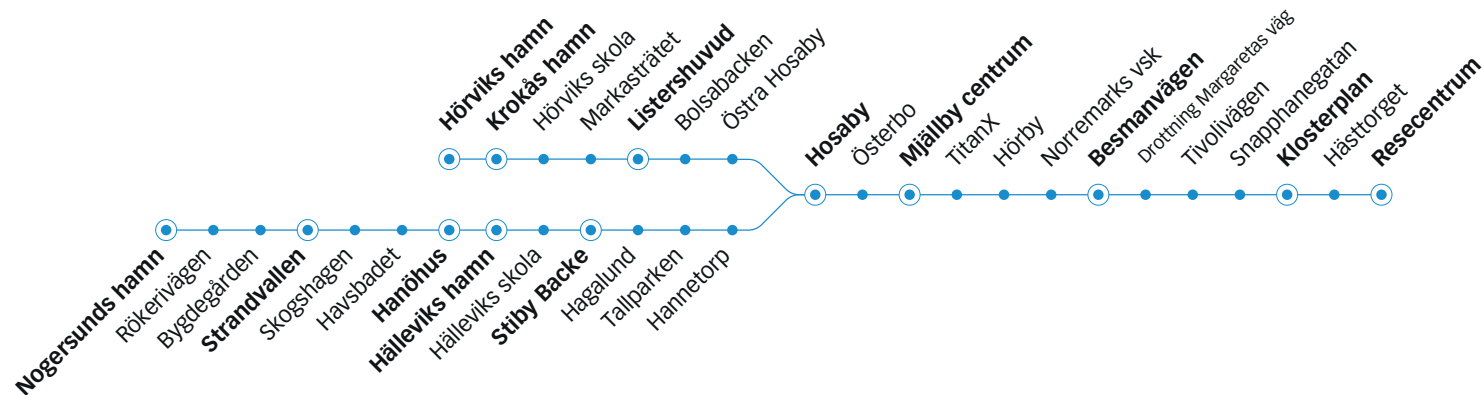 Hörviks hamn
Krokås hamn
Hörviks skola
Markasträtet
Listershuvud
Bolsabacken
Östra Hosaby
Hosaby
Österbo
Mjällby centrum
TitanX
Hörby
Norremarks vsk
Besmanvägen
Drottning Margaretas väg
Tivolivägen
Snapphanegatan
Klosterplan
Hästtorget
Resecentrum
Nogersunds hamn
Rökerivägen
Bygdegården
Strandvallen
Skogshagen
Havsbadet
Hanöhus
Hälleviks hamn
Hälleviks skola
Stiby Backe
Hagalund
Tallparken
Hannetorp